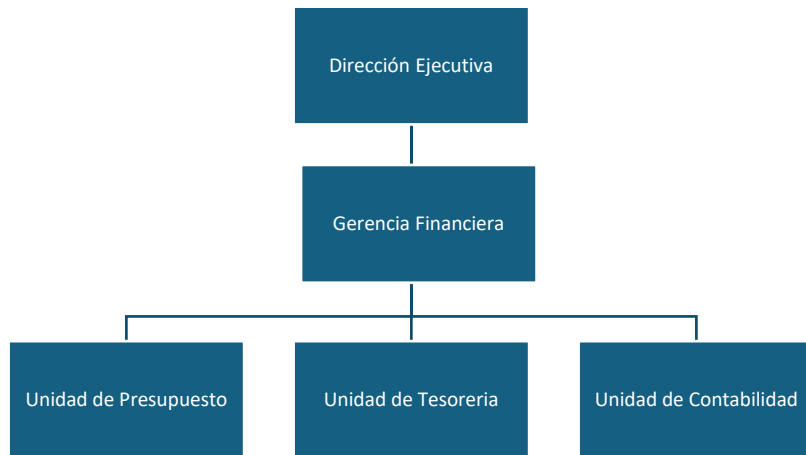 Dirección Ejecutiva
Gerencia Financiera
Unidad de Presupuesto
Unidad de Tesoreria
Unidad de Contabilidad